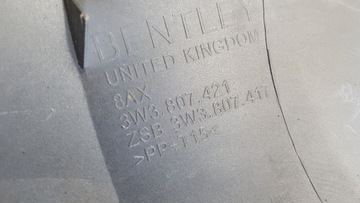 BENTLEY
UNITED KINGDOM
8AX
3W3.807.421
ZSB 3W3.807.417
>PP-T15<